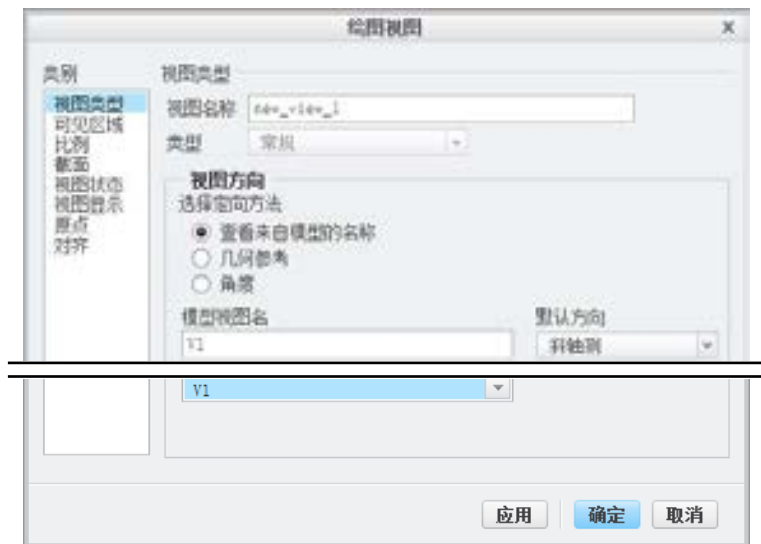 绘图视图
类别
视图类型
可见区域
比例
截面
视图状态
视图显示
原点
对齐
视图类型
视图名称 new_view_1
类型 常规
视图方向
选择定向方法
查看来自模型的名称
几何参考
角度
模型视图名 默认方向
V1 斜轴测
V1
应用 确定 取消